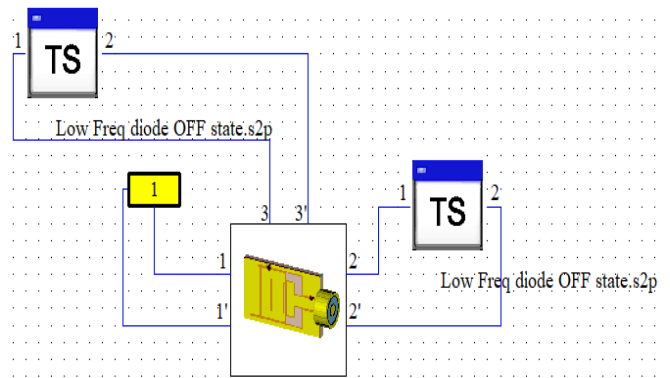 1 TS 2
Low Freq diode OFF state.s2p
1
3 3'
1 TS 2
1 2
Low Freq diode OFF state.s2p
1' 2'